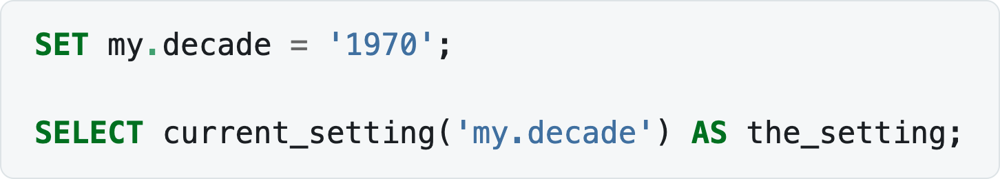 SET my.decade = '1970';
SELECT current_setting('my.decade') AS the_setting;